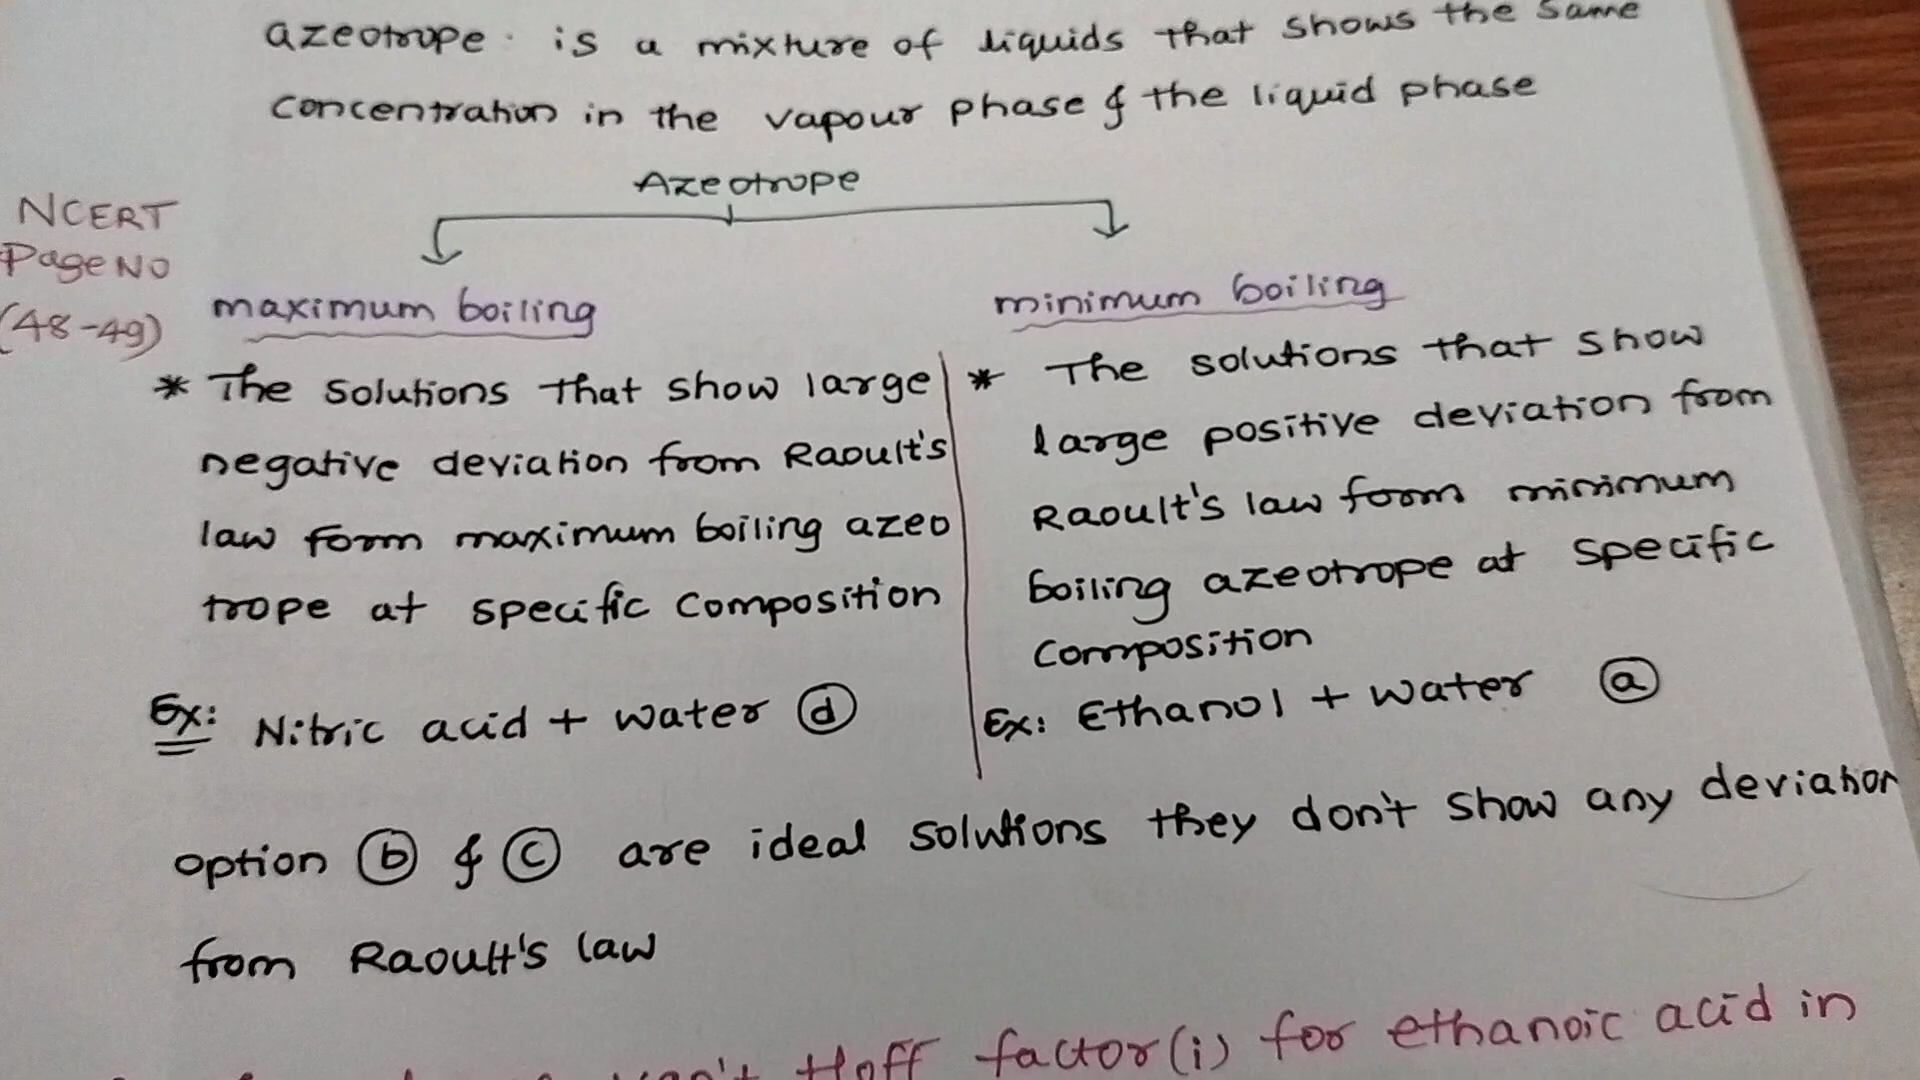 azeotrope is a mixture of liquids that shows the same
concentration in the vapour phase & the liquid phase
Azeotrope
NCERT
Page No
(48-49)
maximum boiling
* The solutions that show large
negative deviation from Raoult's
law form maximum boiling azeo
trope at specific composition
Ex: Nitric acid + water (d)
minimum boiling
* The solutions that show
large positive deviation from
Raoult's law form minimum
boiling azeotrope at specific
composition
Ex: Ethanol + water (a)
option (b) & (c) are ideal solutions they don't show any deviation
from Raoult's law
Hoff factor (i) for ethanoic acid in